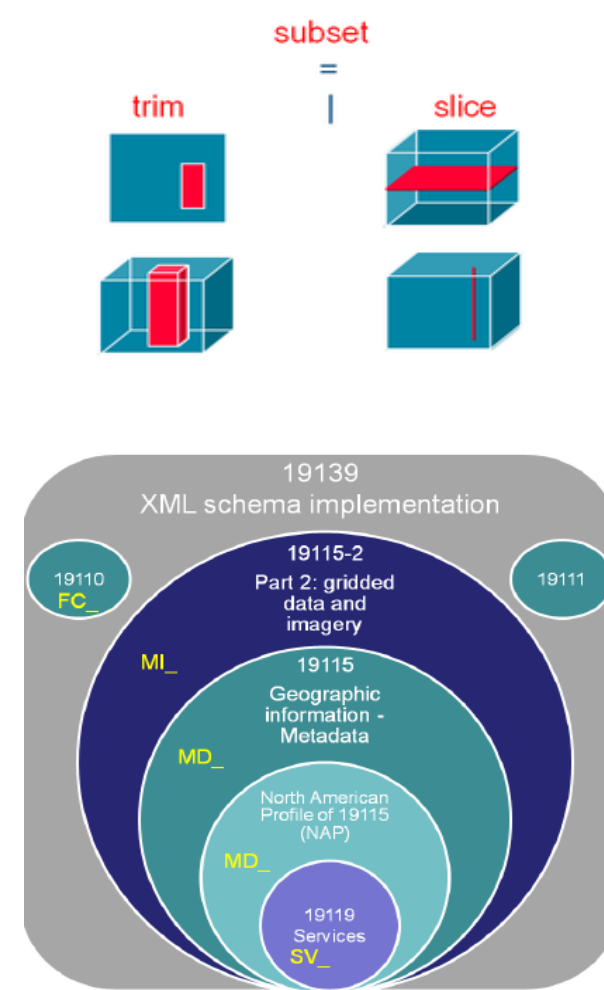 subset
=
trim | slice
19139
XML schema implementation
19110
FC_
19111
19115-2
Part 2: gridded
data and
imagery
MI_
19115
Geographic
information -
Metadata
MD_
North American
Profile of 19115
(NAP)
MD_
19119
Services
SV_